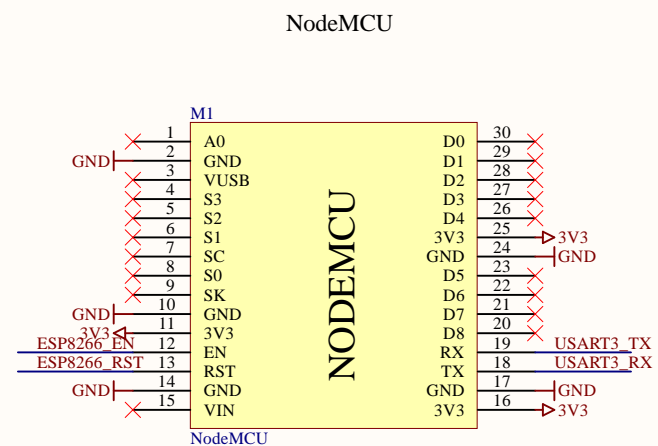 NodeMCU
M1
1 A0 D0 30
GND 2 GND D1 29
3 VUSB D2 28
4 S3 D3 27
5 S2 D4 26
6 S1 3V3 25 3V3
7 SC GND 24 GND
8 S0 D5 23
9 SK D6 22
GND 10 GND D7 21
3V3 11 3V3 D8 20
ESP8266_EN 12 EN RX 19 USART3_TX
ESP8266_RST 13 RST TX 18 USART3_RX
GND 14 GND GND 17 GND
15 VIN 3V3 16 3V3
NODEMCU
NodeMCU